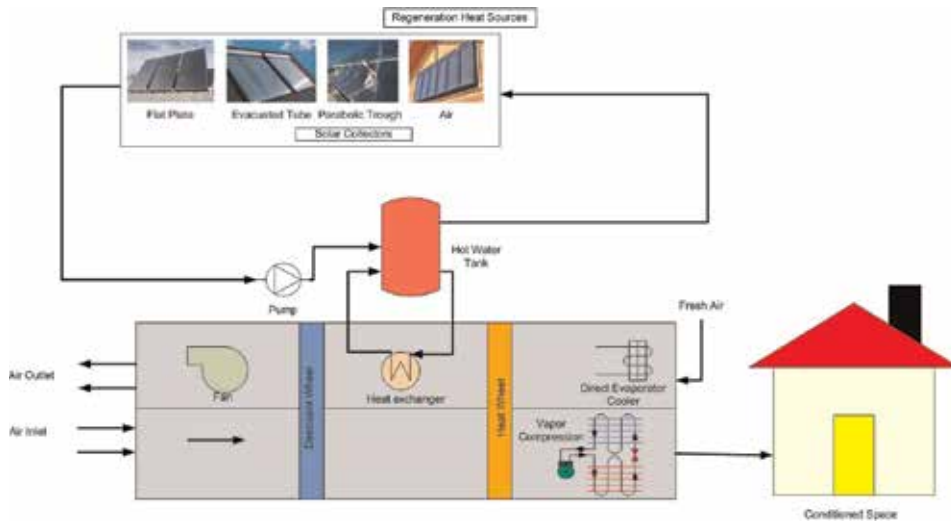 Regeneration Heat Sources
Flat Plate
Evacuated Tube
Parabolic Trough
Air
Solar Collectors
Hot Water
Tank
Pump
Fresh Air
Air Outlet
Fan
Desiccant Wheel
Heat exchanger
Heat Wheel
Direct Evaporator
Cooler
Air Inlet
Vapor
Compression
Conditioned Space